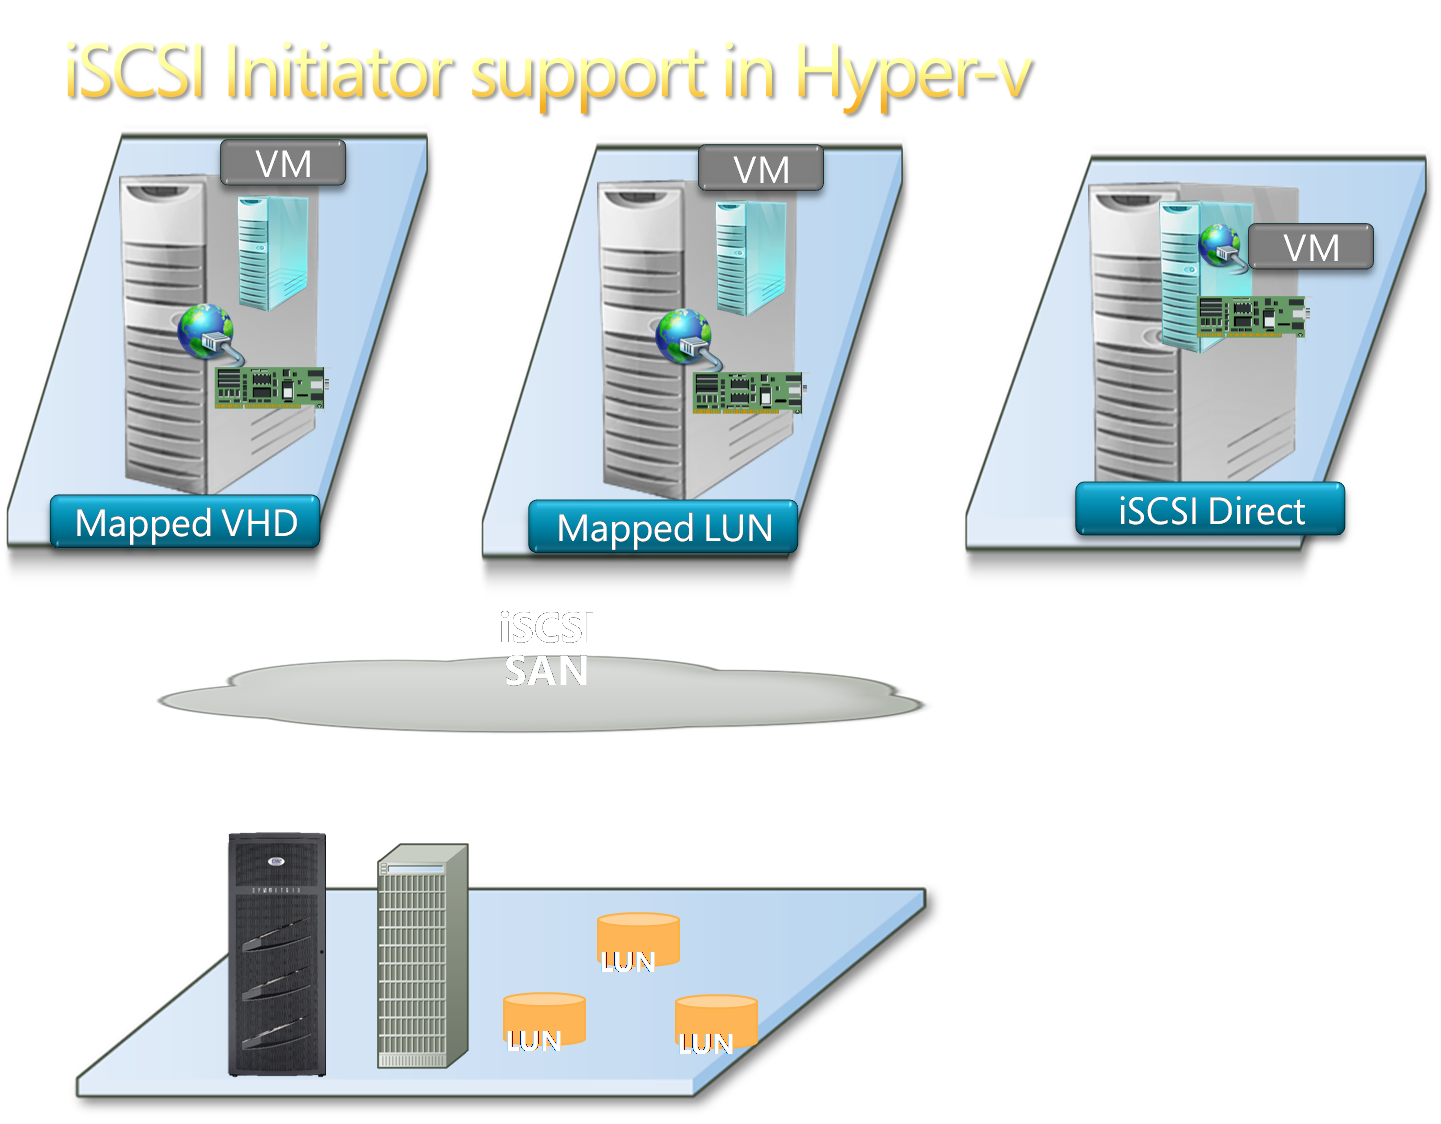 iSCSI Initiator support in Hyper-v
VM
VM
VM
Mapped VHD
Mapped LUN
iSCSI Direct
iSCSI
SAN
SYMMETRIX
LUN
LUN
LUN